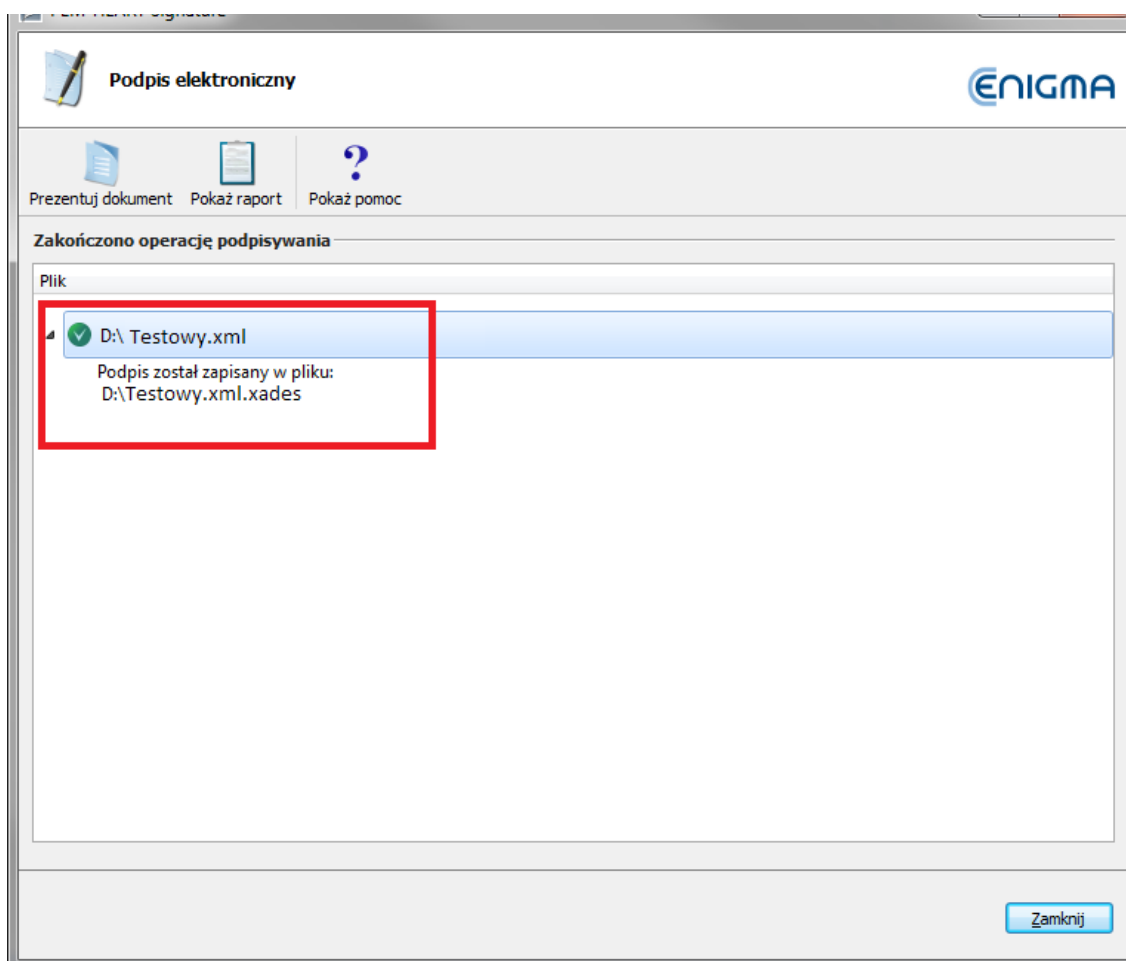 Podpis elektroniczny
ENIGMA
Prezentuj dokument Pokaż raport Pokaż pomoc
Zakończono operację podpisywania
Plik
D:\ Testowy.xml
Podpis został zapisany w pliku:
D:\Testowy.xml.xades
Zamknij